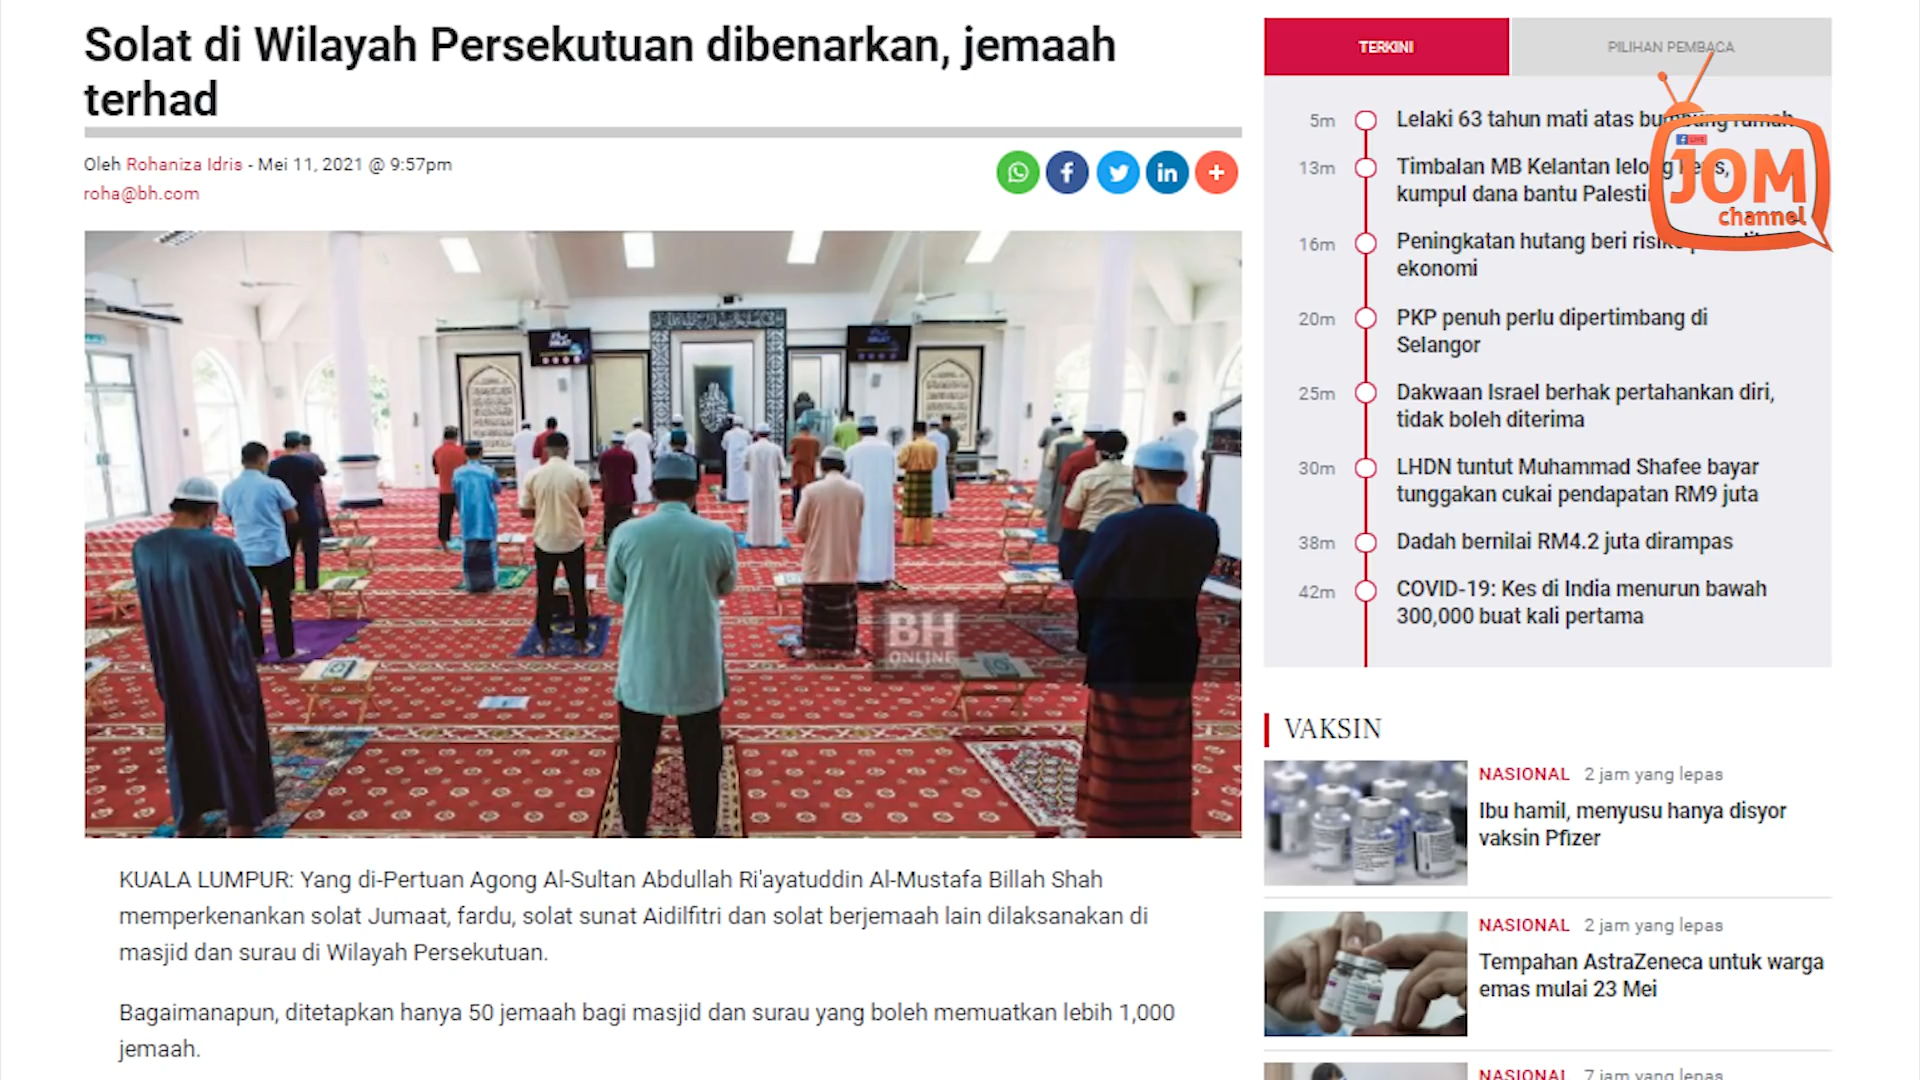 Solat di Wilayah Persekutuan dibenarkan, jemaah
terhad
Oleh Rohaniza Idris - Mei 11, 2021 @ 9:57pm
roha@bh.com
BH
ONLINE
KUALA LUMPUR: Yang di-Pertuan Agong Al-Sultan Abdullah Ri'ayatuddin Al-Mustafa Billah Shah
memperkenankan solat Jumaat, fardu, solat sunat Aidilfitri dan solat berjemaah lain dilaksanakan di
masjid dan surau di Wilayah Persekutuan.
Bagaimanapun, ditetapkan hanya 50 jemaah bagi masjid dan surau yang boleh memuatkan lebih 1,000
jemaah.
TERKINI
PILIHAN PEMBACA
LIVE
JOM
channel
5m Lelaki 63 tahun mati atas bumbung rumah
13m Timbalan MB Kelantan lelong
kumpul dana bantu
16m Peningkatan hutang beri
ekonomi
20m PKP penuh perlu dipertimbang di
Selangor
25m Dakwaan Israel berhak pertahankan diri,
tidak boleh diterima
30m LHDN tuntut Muhammad Shafee bayar
tunggakan cukai pendapatan RM9 juta
38m Dadah bernilai RM4.2 juta dirampas
42m COVID-19: Kes di India menurun bawah
300,000 buat kali pertama
VAKSIN
NASIONAL 2 jam yang lepas
Ibu hamil, menyusu hanya disyor
vaksin Pfizer
NASIONAL 2 jam yang lepas
Tempahan AstraZeneca untuk warga
emas mulai 23 Mei
NASIONAL 7 jam yang lepas